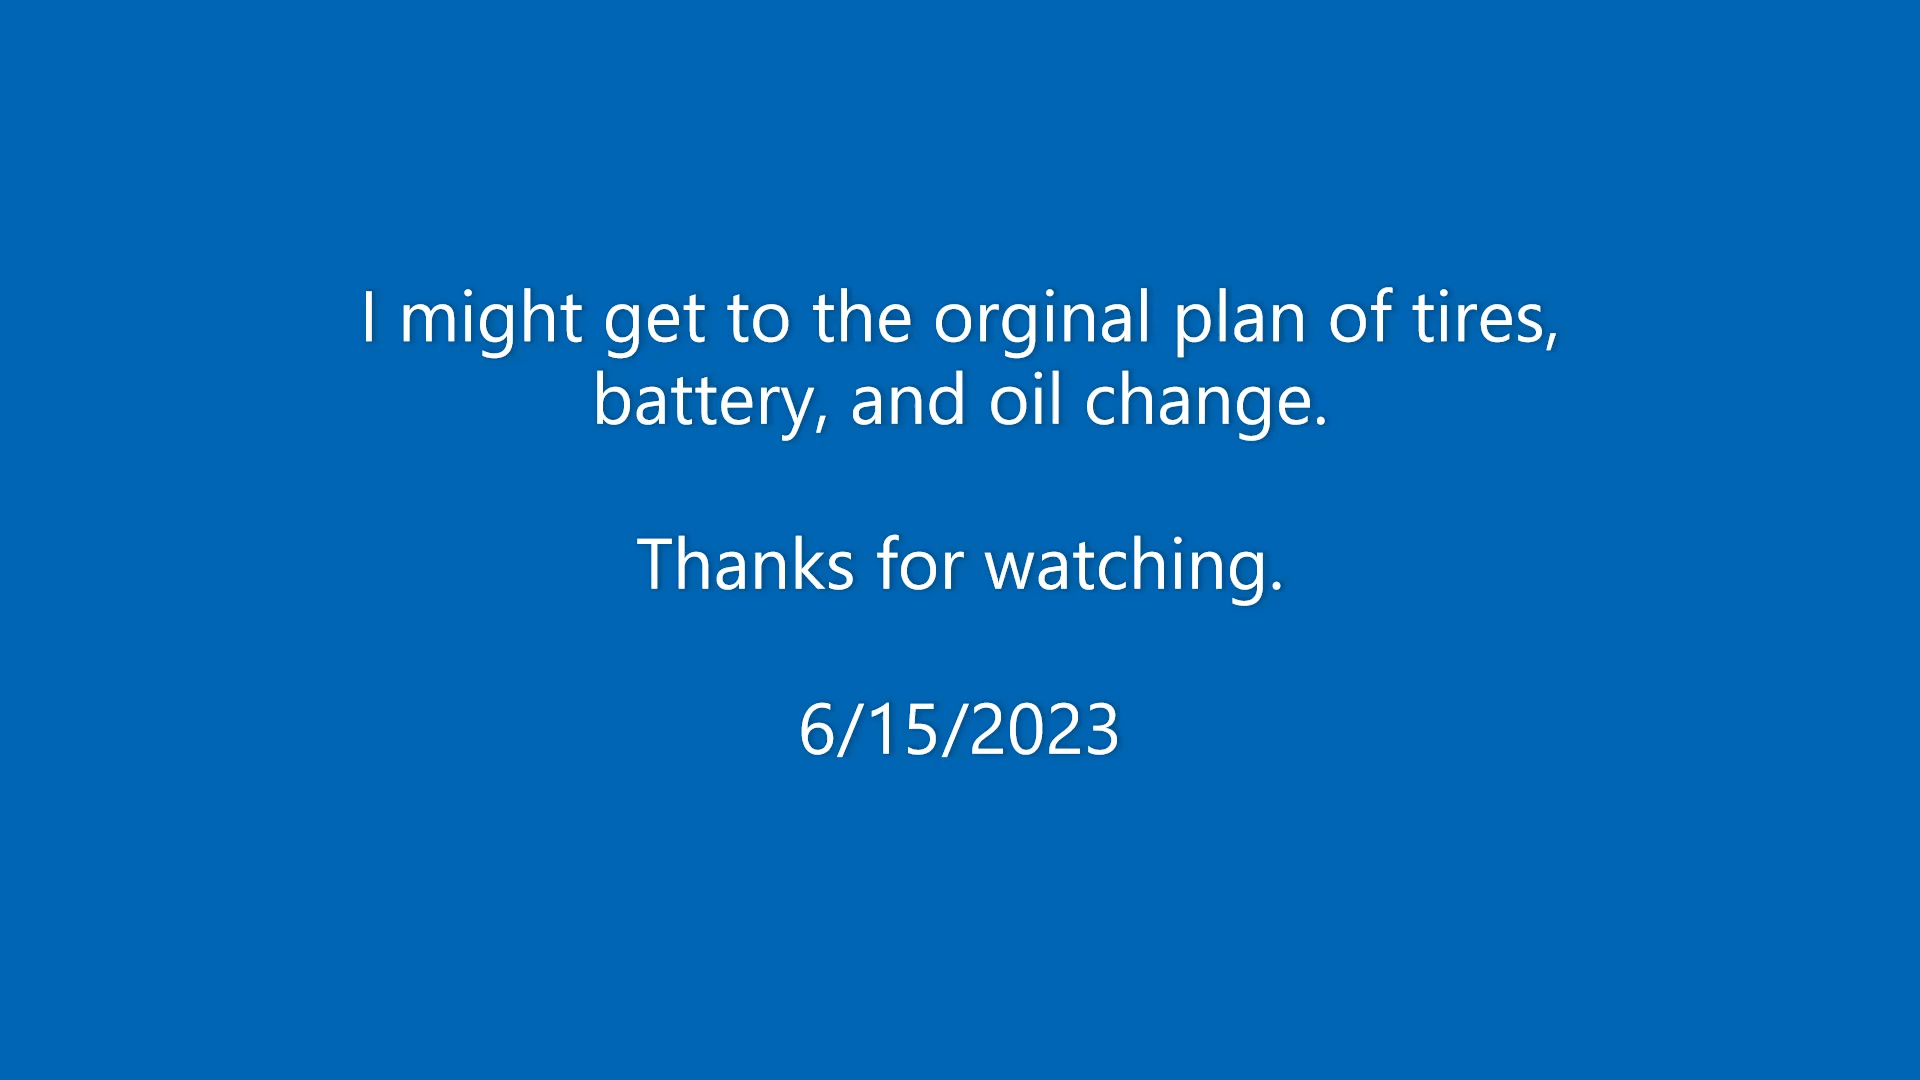 I might get to the orginal plan of tires,
battery, and oil change.
Thanks for watching.
6/15/2023